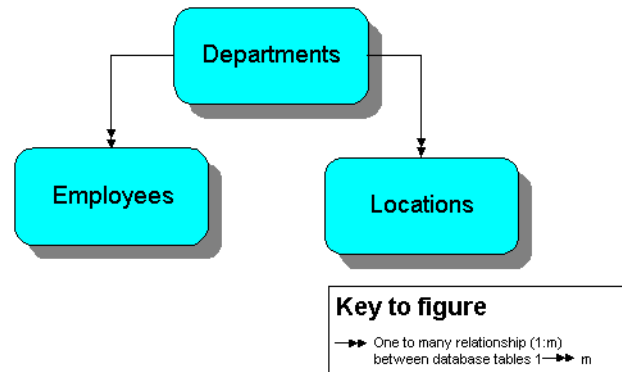 Departments
Employees
Locations
Key to figure
One to many relationship (1:m)
between database tables 1 m